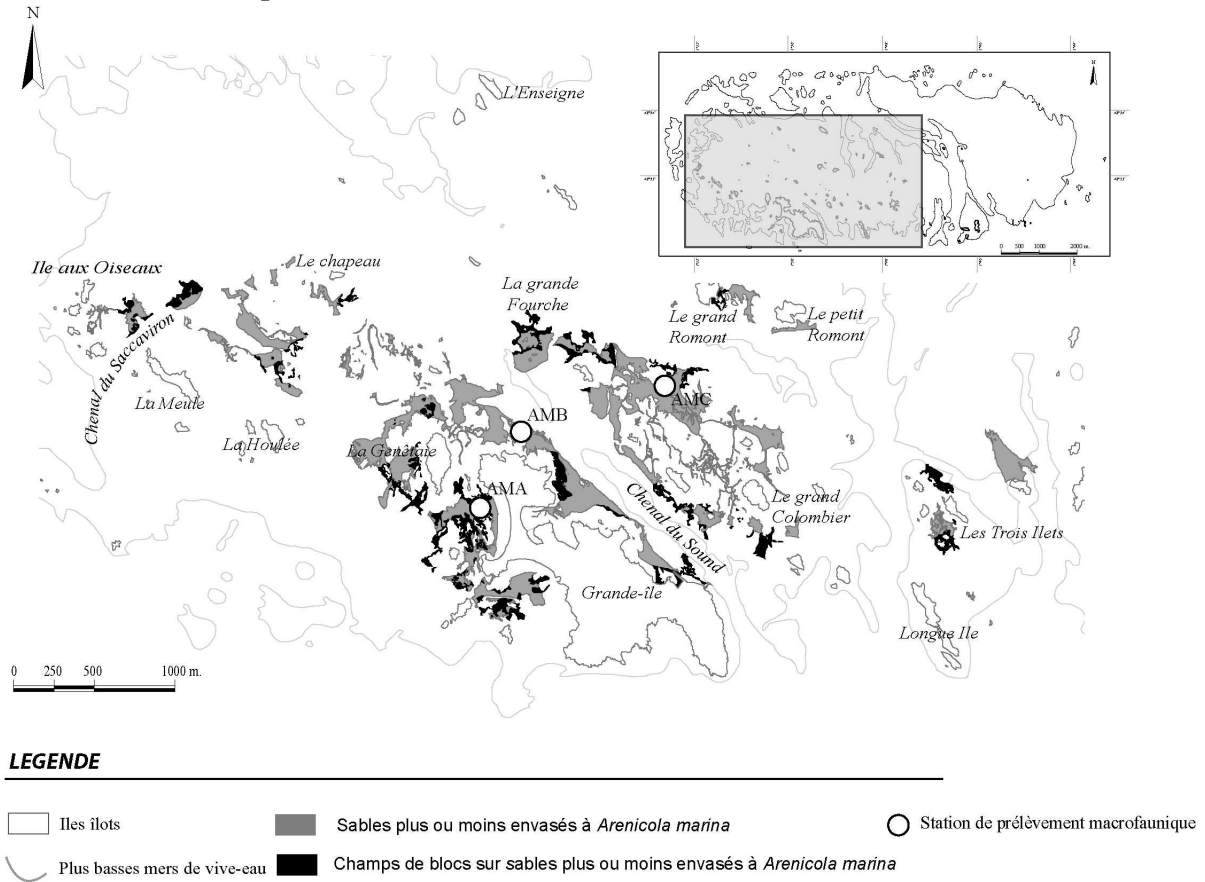 N
L'Enseigne
0 500 1000 2000 m.
Ile aux Oiseaux
Le chapeau
La grande
Fourche
Le grand
Romont
Le petit
Romont
Chenal du Saccaviron
La Meule
La Houlée
La Genétaie
AMB
AMC
AMA
Chenal du Sound
Le grand
Colombier
Les Trois Ilets
Grande-île
Longue Ile
0 250 500 1000 m.
LEGENDE
Iles îlots
Sables plus ou moins envasés à Arenicola marina
Station de prélèvement macrofaunique
Plus basses mers de vive-eau
Champs de blocs sur sables plus ou moins envasés à Arenicola marina